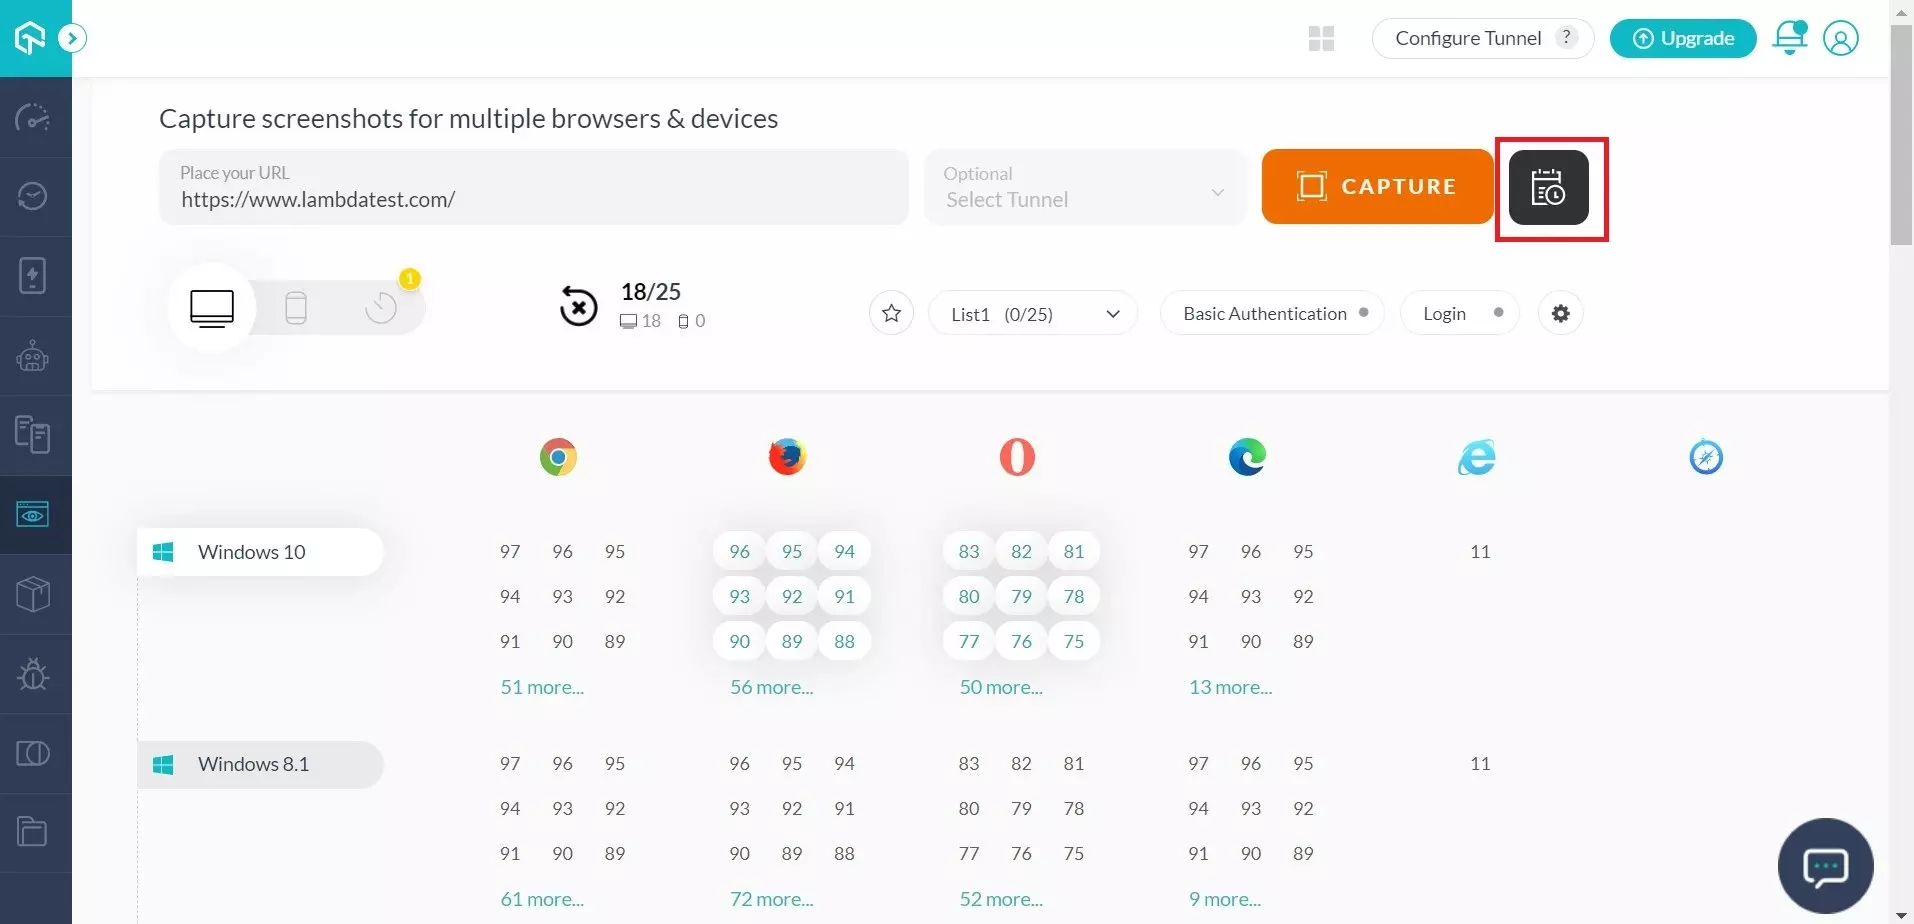 Configure Tunnel ?
Upgrade
Capture screenshots for multiple browsers & devices
Place your URL
https://www.lambdatest.com/
Optional
Select Tunnel
CAPTURE
1
18/25
18 0
List1 (0/25)
Basic Authentication
Login
Windows 10
97 96 95 96 95 94 83 82 81 97 96 95 11
94 93 92 93 92 91 80 79 78 94 93 92
91 90 89 90 89 88 77 76 75 91 90 89
51 more... 56 more... 50 more... 13 more...
Windows 8.1
97 96 95 96 95 94 83 82 81 97 96 95 11
94 93 92 93 92 91 80 79 78 94 93 92
91 90 89 90 89 88 77 76 75 91 90 89
61 more... 72 more... 52 more... 9 more...